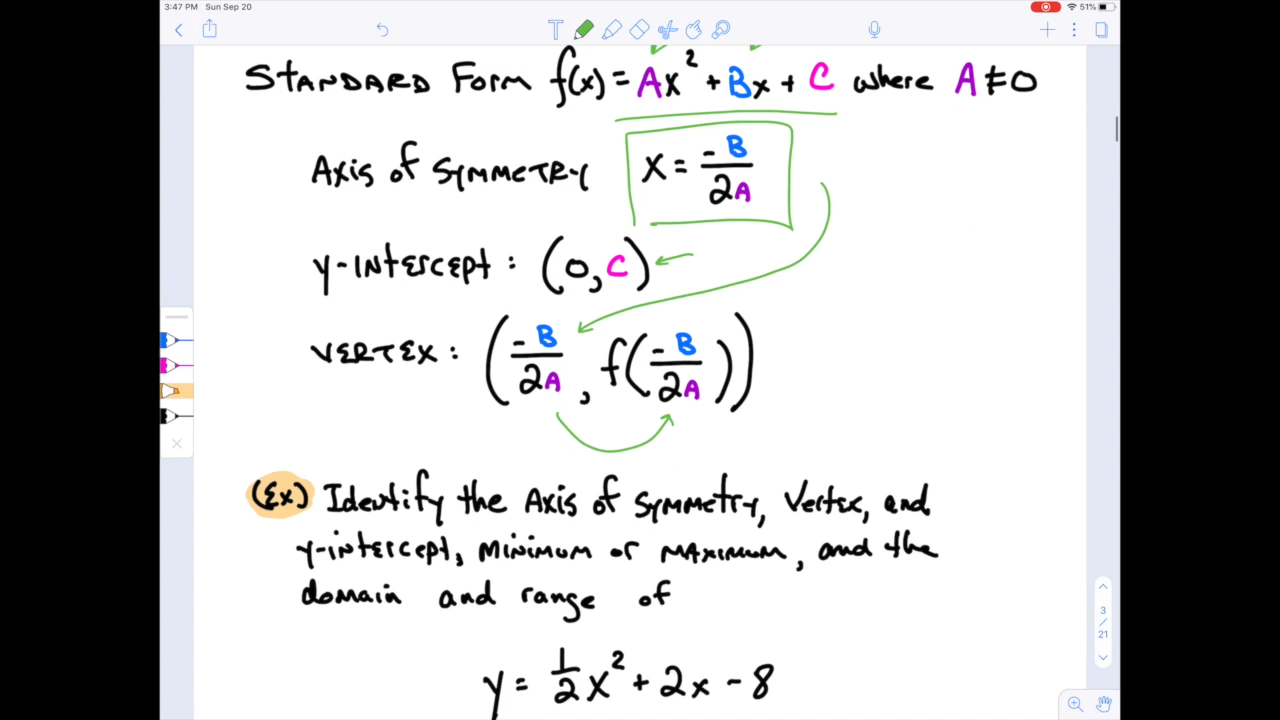 3:47 PM Sun Sep 20
51%
STANDARD FORM f(x) = Ax² + Bx + C where A ≠ 0
Axis of Symmetry x = -B/2A
y-intercept : (0, C)
VERTEX : (-B/2A, f(-B/2A))
(Ex) Identify the Axis of Symmetry, Vertex, and
y-intercept, Minimum or Maximum, and the
domain and range of
y = 1/2x² + 2x - 8
3
/
21